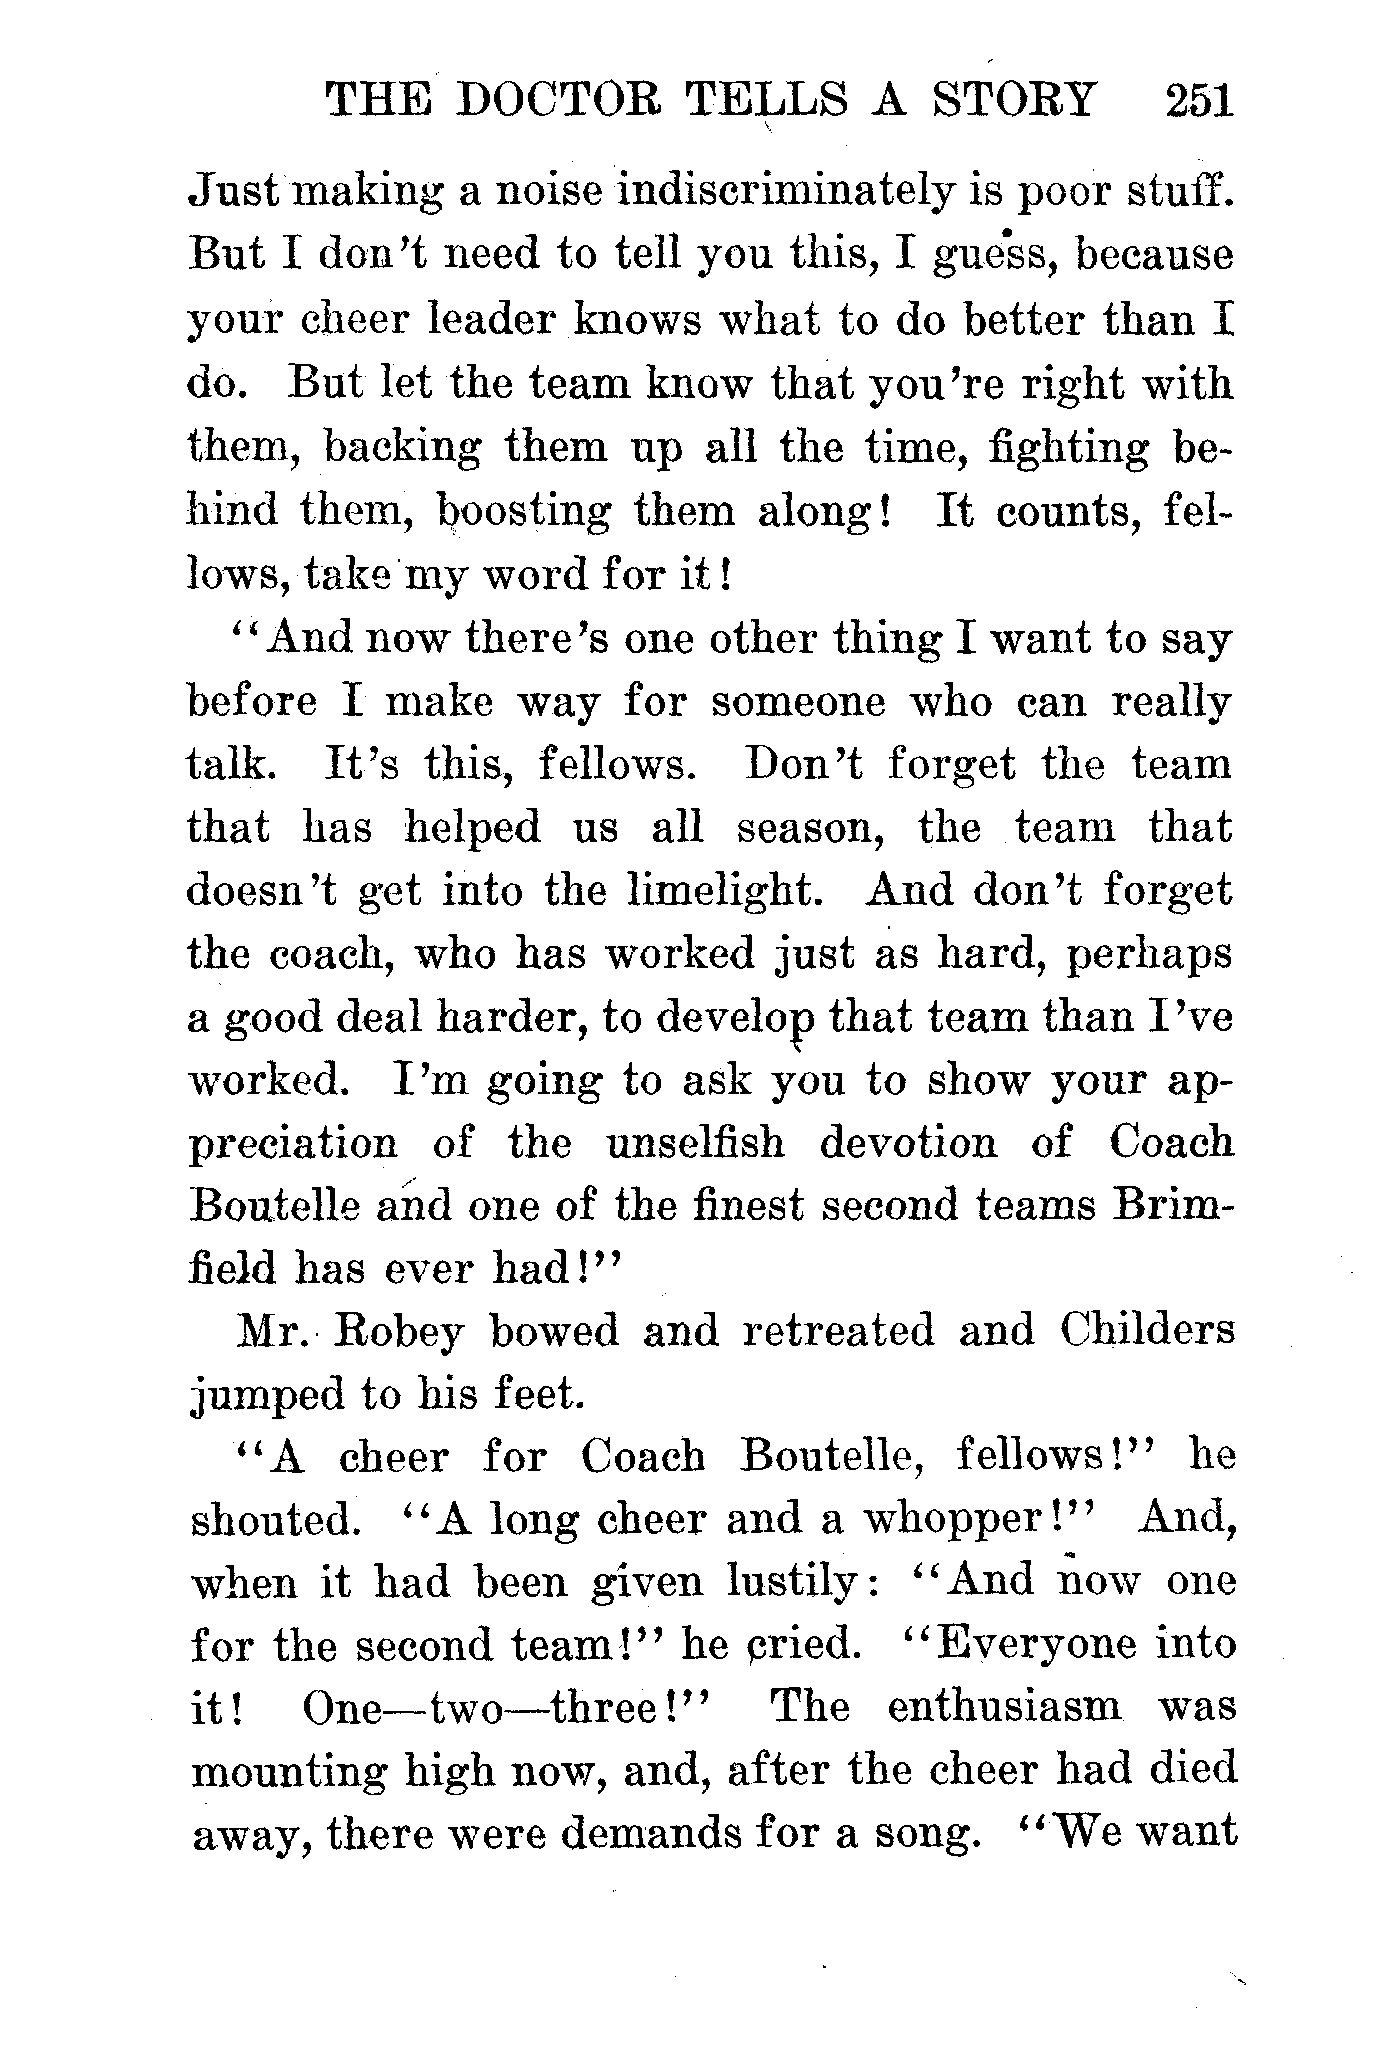 THE DOCTOR TELLS A STORY 251
Just making a noise indiscriminately is poor stuff.
But I don't need to tell you this, I guess, because
your cheer leader knows what to do better than I
do. But let the team know that you're right with
them, backing them up all the time, fighting be-
hind them, boosting them along! It counts, fel-
lows, take my word for it!
"And now there's one other thing I want to say
before I make way for someone who can really
talk. It's this, fellows. Don't forget the team
that has helped us all season, the team that
doesn't get into the limelight. And don't forget
the coach, who has worked just as hard, perhaps
a good deal harder, to develop that team than I've
worked. I'm going to ask you to show your ap-
preciation of the unselfish devotion of Coach
Boutelle and one of the finest second teams Brim-
field has ever had!"
Mr. Robey bowed and retreated and Childers
jumped to his feet.
"A cheer for Coach Boutelle, fellows!" he
shouted. "A long cheer and a whopper!" And,
when it had been given lustily: "And now one
for the second team!" he cried. "Everyone into
it! One—two—three!" The enthusiasm was
mounting high now, and, after the cheer had died
away, there were demands for a song. "We want